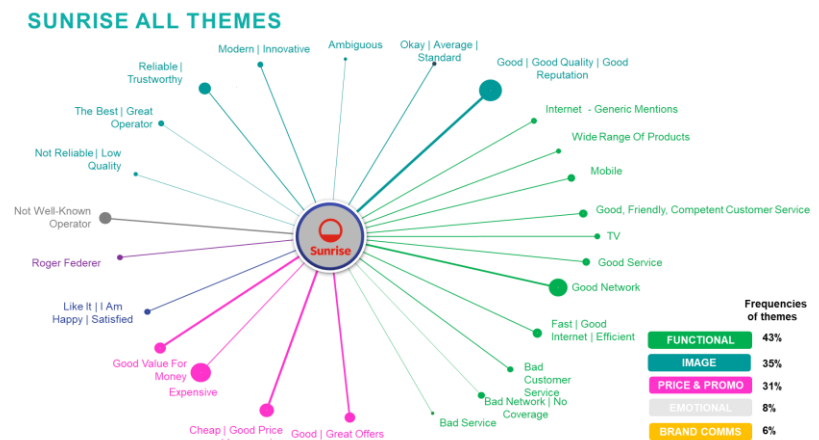 SUNRISE ALL THEMES
Modern | Innovative
Ambiguous
Okay | Average |
Standard
Good | Good Quality | Good
Reputation
Reliable |
Trustworthy
The Best | Great
Operator
Not Reliable | Low
Quality
Not Well-Known
Operator
Roger Federer
Like It | I Am
Happy | Satisfied
Good Value For
Money
Expensive
Cheap | Good Price
Good | Great Offers
Sunrise
Internet - Generic Mentions
Wide Range Of Products
Mobile
Good, Friendly, Competent Customer Service
TV
Good Service
Good Network
Fast | Good
Internet | Efficient
Bad
Customer
Service
Bad Network | No
Coverage
Bad Service
Frequencies
of themes
FUNCTIONAL 43%
IMAGE 35%
PRICE & PROMO 31%
EMOTIONAL 8%
BRAND COMMS 6%